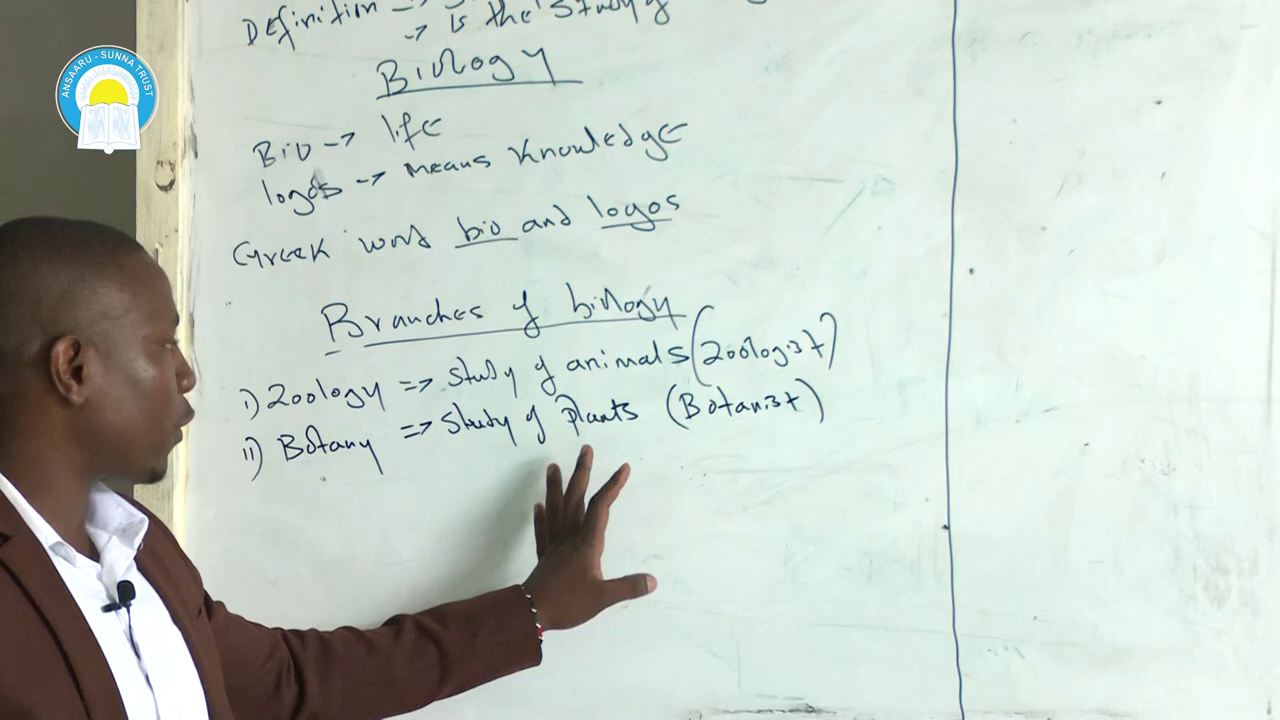 ANSAARU - SUNNA TRUST
Definition →
→ is the study of
Biology
Bio → life
logos → means knowledge
Greek word bio and logos
Branches of biology
i) Zoology => study of animals (Zoologist)
ii) Botany => study of plants (Botanist)